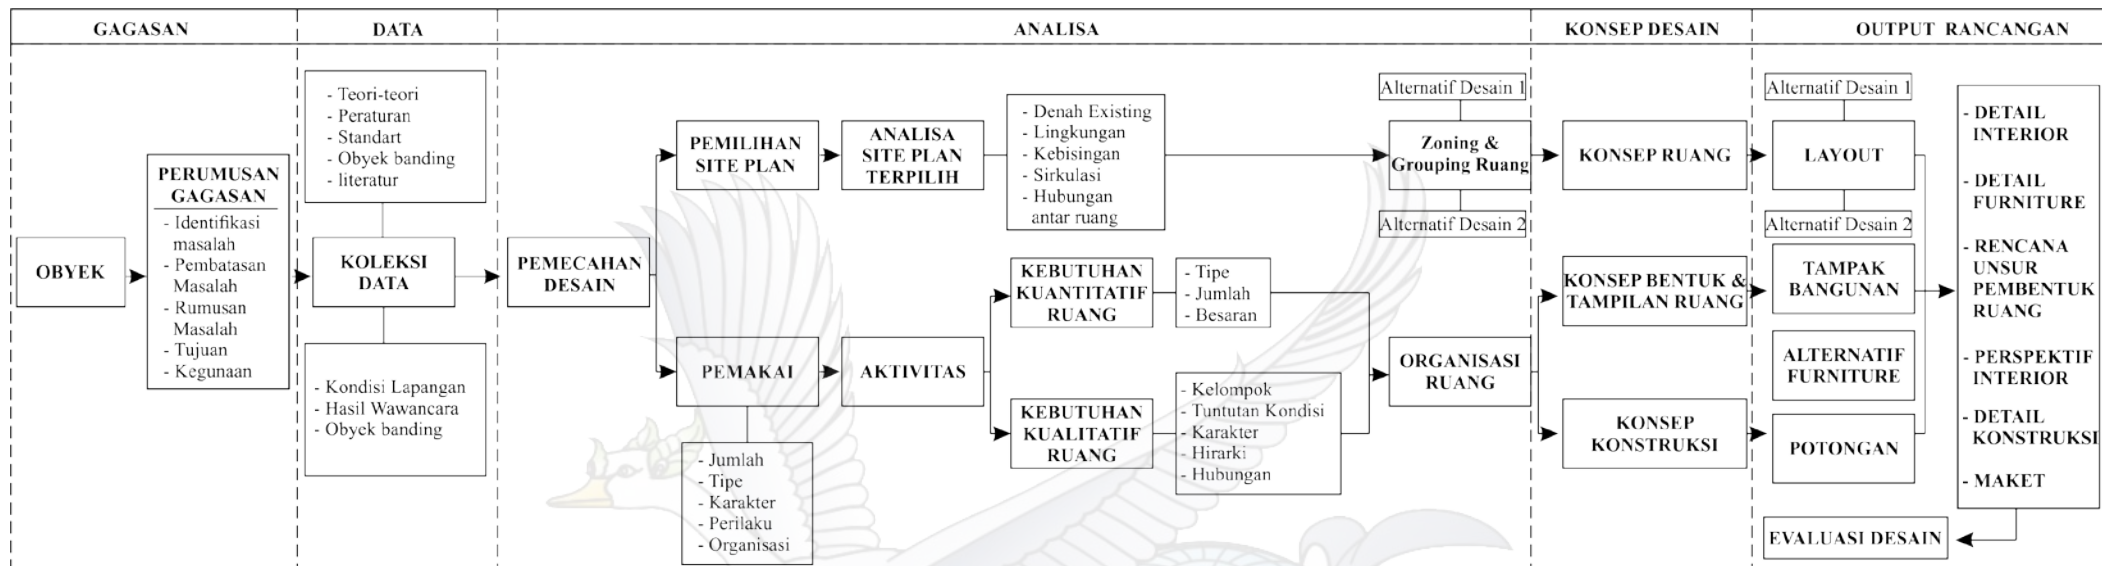 GAGASAN
DATA
ANALISA
KONSEP DESAIN
OUTPUT RANCANGAN
OBYEK
PERUMUSAN
GAGASAN
- Identifikasi
masalah
- Pembatasan
Masalah
- Rumusan
Masalah
- Tujuan
- Kegunaan
- Teori-teori
- Peraturan
- Standart
- Obyek banding
- literatur
KOLEKSI
DATA
- Kondisi Lapangan
- Hasil Wawancara
- Obyek banding
PEMECAHAN
DESAIN
PEMILIHAN
SITE PLAN
ANALISA
SITE PLAN
TERPILIH
- Denah Existing
- Lingkungan
- Kebisingan
- Sirkulasi
- Hubungan
antar ruang
Alternatif Desain 1
Zoning &
Grouping Ruang
Alternatif Desain 2
PEMAKAI
- Jumlah
- Tipe
- Karakter
- Perilaku
- Organisasi
AKTIVITAS
KEBUTUHAN
KUANTITATIF
RUANG
- Tipe
- Jumlah
- Besaran
KEBUTUHAN
KUALITATIF
RUANG
- Kelompok
- Tuntutan Kondisi
- Karakter
- Hirarki
- Hubungan
ORGANISASI
RUANG
KONSEP RUANG
KONSEP BENTUK &
TAMPILAN RUANG
KONSEP
KONSTRUKSI
Alternatif Desain 1
LAYOUT
Alternatif Desain 2
TAMPAK
BANGUNAN
ALTERNATIF
FURNITURE
POTONGAN
- DETAIL
INTERIOR
- DETAIL
FURNITURE
- RENCANA
UNSUR
PEMBENTUK
RUANG
- PERSPEKTIF
INTERIOR
- DETAIL
KONSTRUKSI
- MAKET
EVALUASI DESAIN